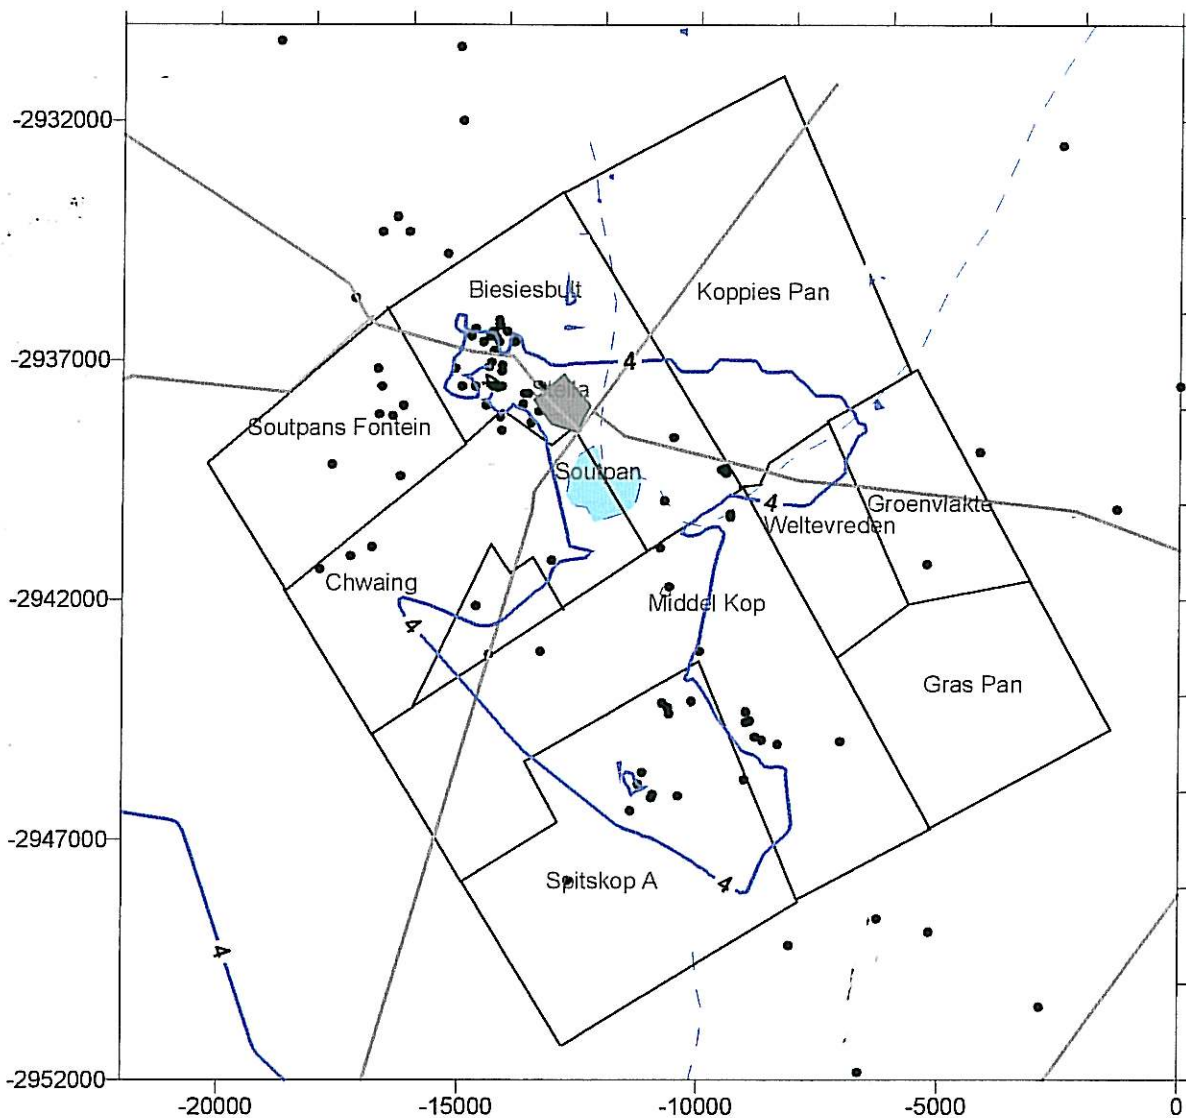 -2932000
Biesiesbult
Koppies Pan
-2937000
4
Stella
Soutpans Fontein
Soutpan
4
Groenvlakte
Weltevreden
Chwaing
-2942000
Middel Kop
4
Gras Pan
-2947000
Spitskop A
4
4
-2952000
-20000
-15000
-10000
-5000
0